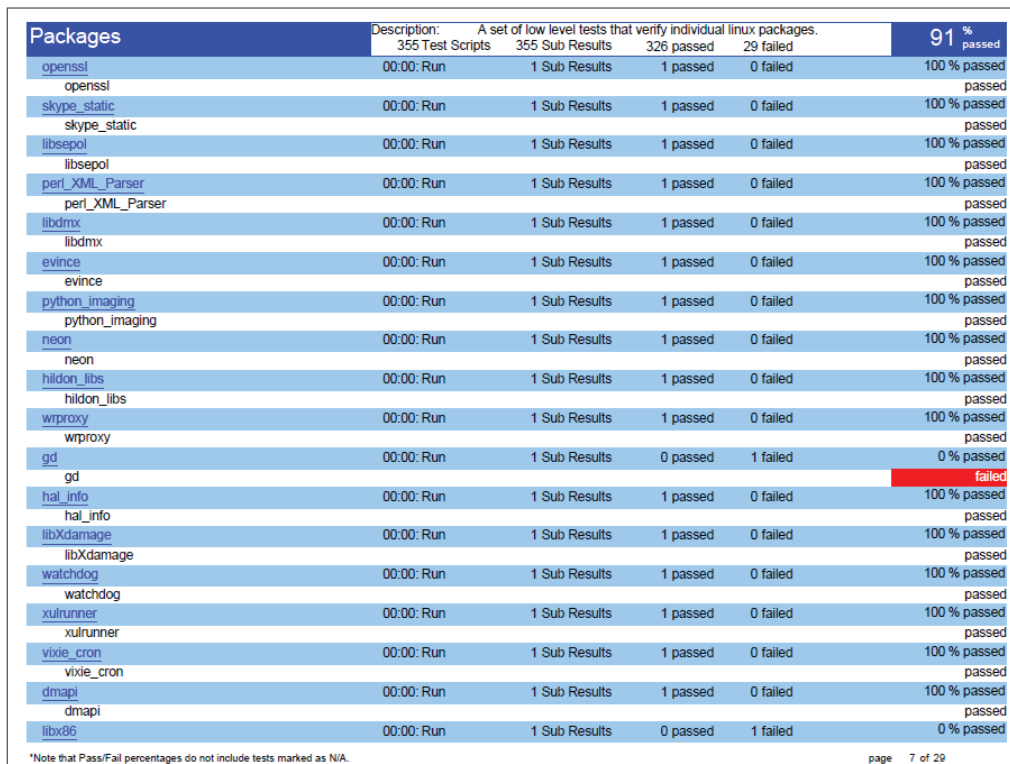 Packages Description: A set of low level tests that verify individual linux packages. 91 % passed
355 Test Scripts 355 Sub Results 326 passed 29 failed
openssl 00:00: Run 1 Sub Results 1 passed 0 failed 100 % passed
openssl passed
skype_static 00:00: Run 1 Sub Results 1 passed 0 failed 100 % passed
skype_static passed
libsepol 00:00: Run 1 Sub Results 1 passed 0 failed 100 % passed
libsepol passed
perl_XML_Parser 00:00: Run 1 Sub Results 1 passed 0 failed 100 % passed
perl_XML_Parser passed
libdmx 00:00: Run 1 Sub Results 1 passed 0 failed 100 % passed
libdmx passed
evince 00:00: Run 1 Sub Results 1 passed 0 failed 100 % passed
evince passed
python_imaging 00:00: Run 1 Sub Results 1 passed 0 failed 100 % passed
python_imaging passed
neon 00:00: Run 1 Sub Results 1 passed 0 failed 100 % passed
neon passed
hildon_libs 00:00: Run 1 Sub Results 1 passed 0 failed 100 % passed
hildon_libs passed
wrproxy 00:00: Run 1 Sub Results 1 passed 0 failed 100 % passed
wrproxy passed
gd 00:00: Run 1 Sub Results 0 passed 1 failed 0 % passed
gd failed
hal_info 00:00: Run 1 Sub Results 1 passed 0 failed 100 % passed
hal_info passed
libXdamage 00:00: Run 1 Sub Results 1 passed 0 failed 100 % passed
libXdamage passed
watchdog 00:00: Run 1 Sub Results 1 passed 0 failed 100 % passed
watchdog passed
xulrunner 00:00: Run 1 Sub Results 1 passed 0 failed 100 % passed
xulrunner passed
vixie_cron 00:00: Run 1 Sub Results 1 passed 0 failed 100 % passed
vixie_cron passed
dmapi 00:00: Run 1 Sub Results 1 passed 0 failed 100 % passed
dmapi passed
libx86 00:00: Run 1 Sub Results 0 passed 1 failed 0 % passed
*Note that Pass/Fail percentages do not include tests marked as N/A. page 7 of 29